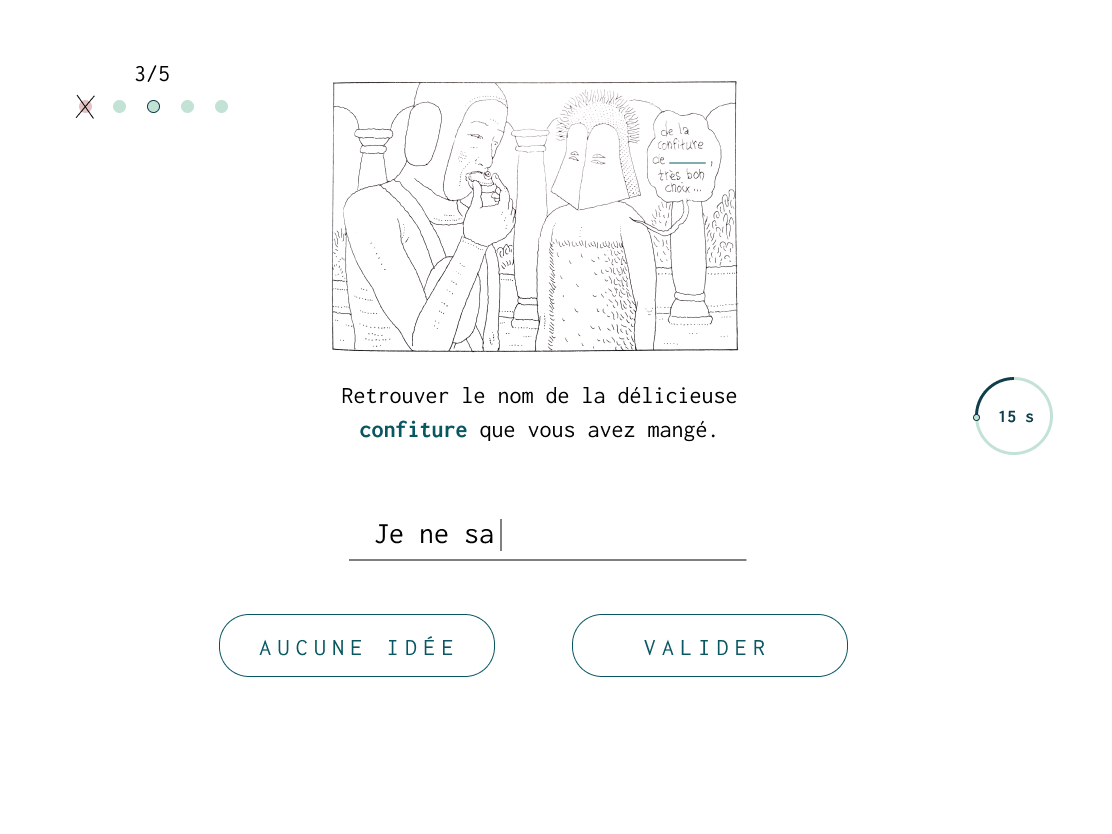 3/5
de la
confiture
de ______,
très bon
choix...
Retrouver le nom de la délicieuse
confiture que vous avez mangé.
15 s
Je ne sa
AUCUNE IDÉE
VALIDER